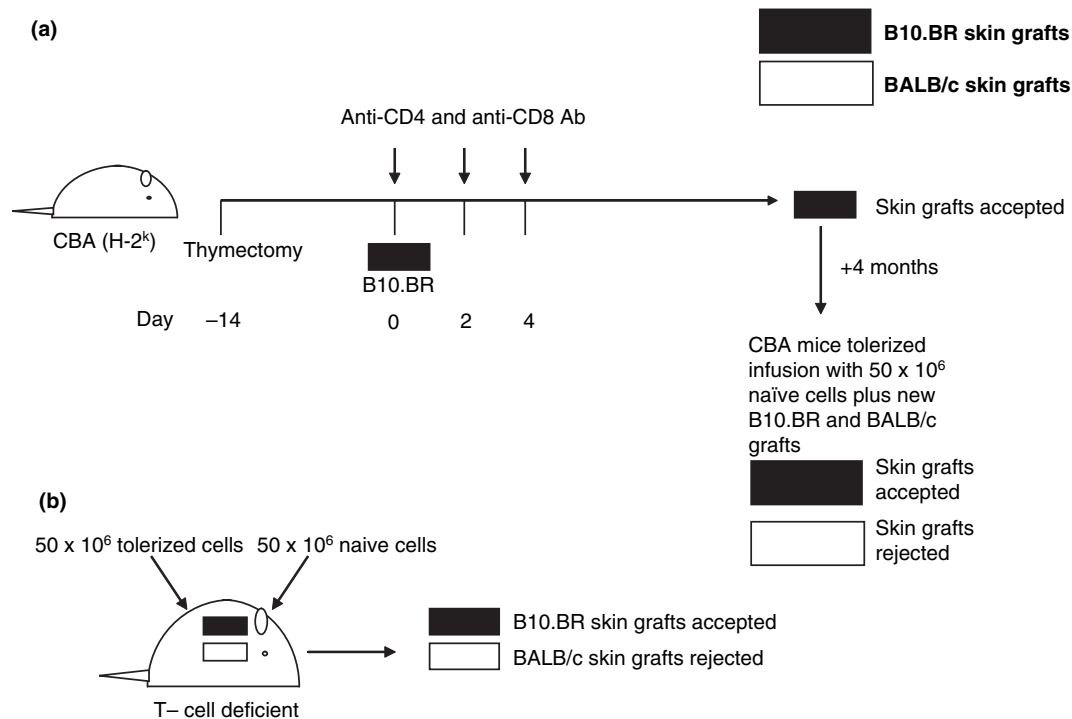 (a)
B10.BR skin grafts
BALB/c skin grafts
Anti-CD4 and anti-CD8 Ab
CBA (H-2ᵏ)
Thymectomy
B10.BR
Skin grafts accepted
+4 months
Day –14 0 2 4
CBA mice tolerized
infusion with 50 x 10⁶
naïve cells plus new
B10.BR and BALB/c
grafts
Skin grafts
accepted
Skin grafts
rejected
(b)
50 x 10⁶ tolerized cells 50 x 10⁶ naive cells
B10.BR skin grafts accepted
BALB/c skin grafts rejected
T– cell deficient